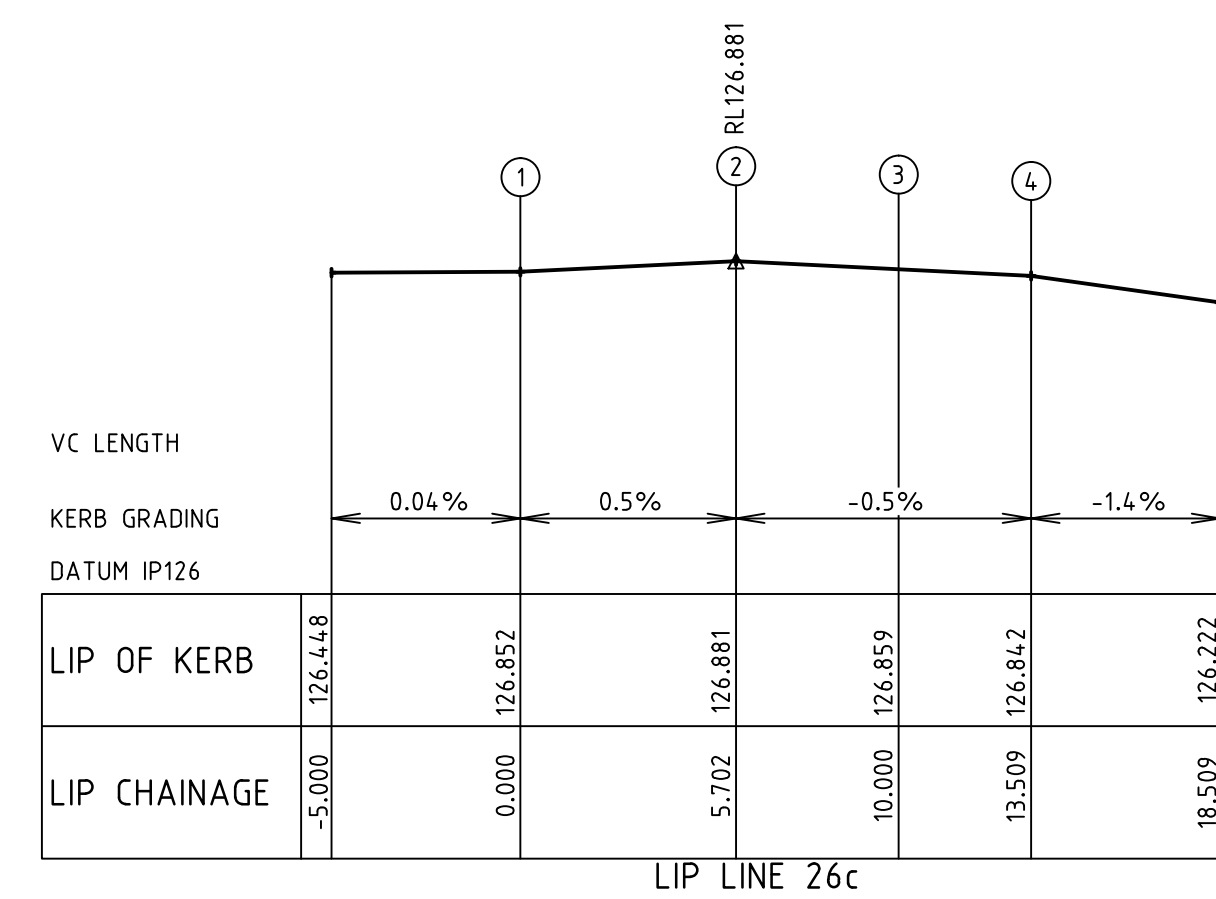 RL126.881
1 2 3 4
VC LENGTH
0.04% 0.5% -0.5% -1.4%
KERB GRADING
DATUM IP126
LIP OF KERB 126.448 126.852 126.881 126.859 126.842 126.222
LIP CHAINAGE -5.000 0.000 5.702 10.000 13.509 18.509
LIP LINE 26c